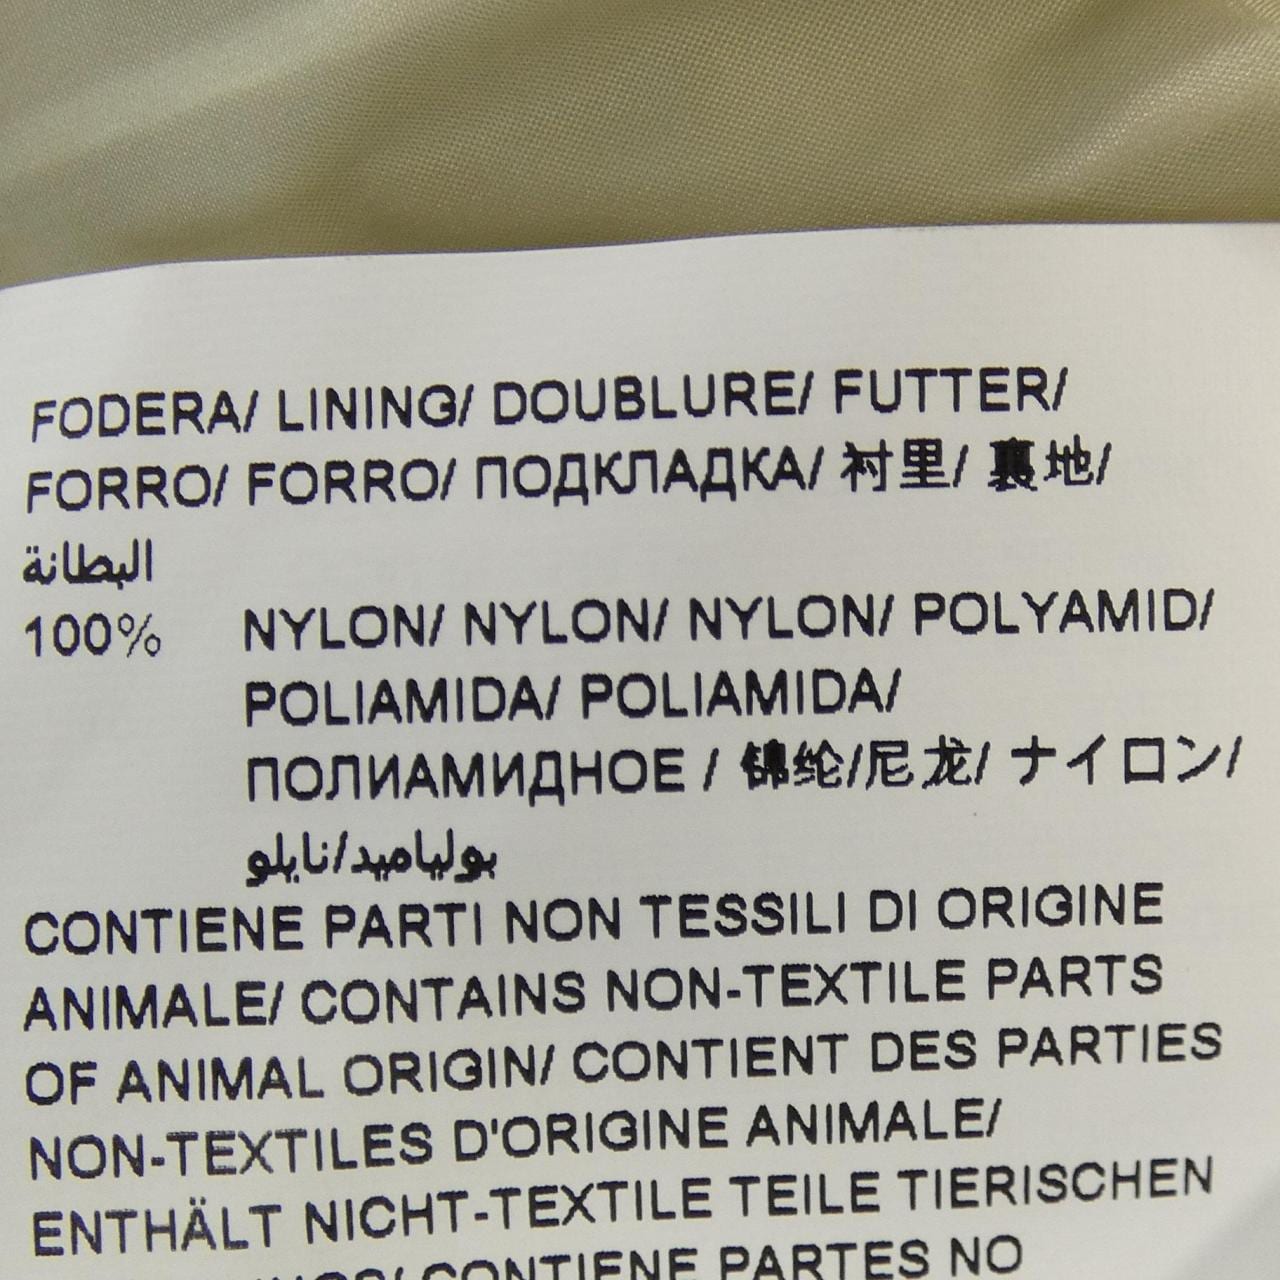 FODERA/ LINING/ DOUBLURE/ FUTTER/
FORRO/ FORRO/ ПОДКЛАДКА/ 衬里/ 裏地/
البطانة
100% NYLON/ NYLON/ NYLON/ POLYAMID/
POLIAMIDA/ POLIAMIDA/
ПОЛИАМИДНОЕ / 锦纶/尼龙/ ナイロン/
بولياميد/نايلو
CONTIENE PARTI NON TESSILI DI ORIGINE
ANIMALE/ CONTAINS NON-TEXTILE PARTS
OF ANIMAL ORIGIN/ CONTIENT DES PARTIES
NON-TEXTILES D'ORIGINE ANIMALE/
ENTHÄLT NICHT-TEXTILE TEILE TIERISCHEN
CONTIENE PARTES NO